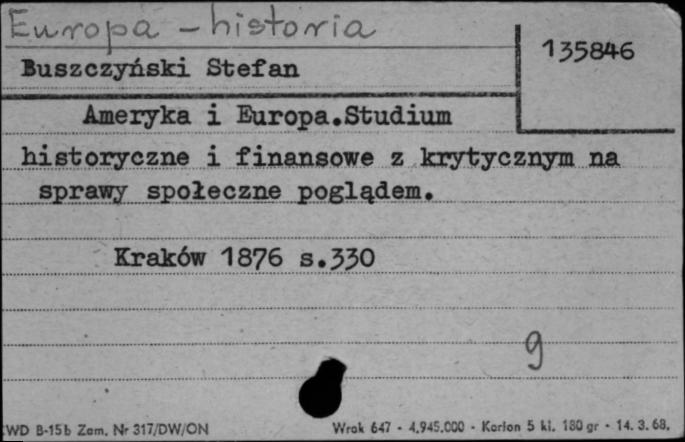 Europa - historia
135846
Buszczyński Stefan
Ameryka i Europa.Studium
historyczne i finansowe z krytycznym na
sprawy społeczne poglądem.
Kraków 1876 s.330
9
WD B-15b Zam. Nr 317/DW/ON
Wrok 647 - 4.945.000 - Karton 5 kl. 180 gr - 14. 3. 68.